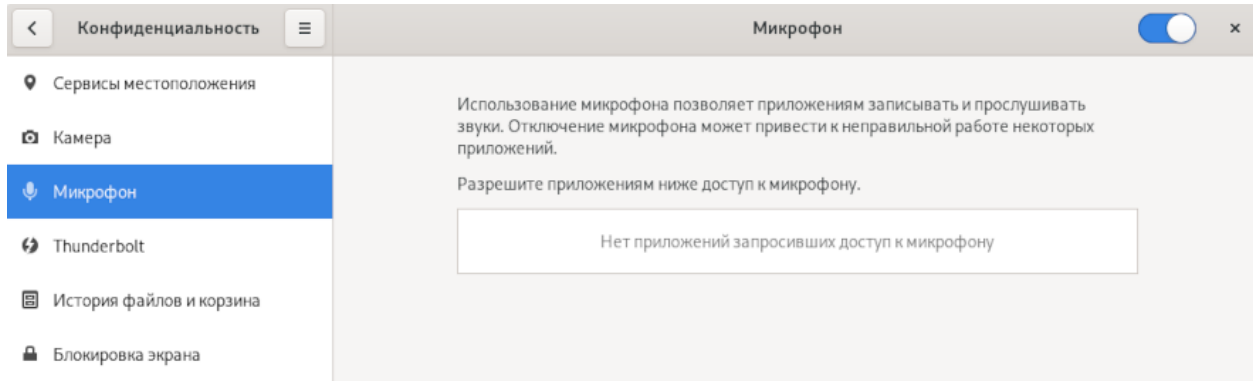 Конфиденциальность
Микрофон
Сервисы местоположения
Камера
Микрофон
Thunderbolt
История файлов и корзина
Блокировка экрана
Использование микрофона позволяет приложениям записывать и прослушивать
звуки. Отключение микрофона может привести к неправильной работе некоторых
приложений.
Разрешите приложениям ниже доступ к микрофону.
Нет приложений запросивших доступ к микрофону